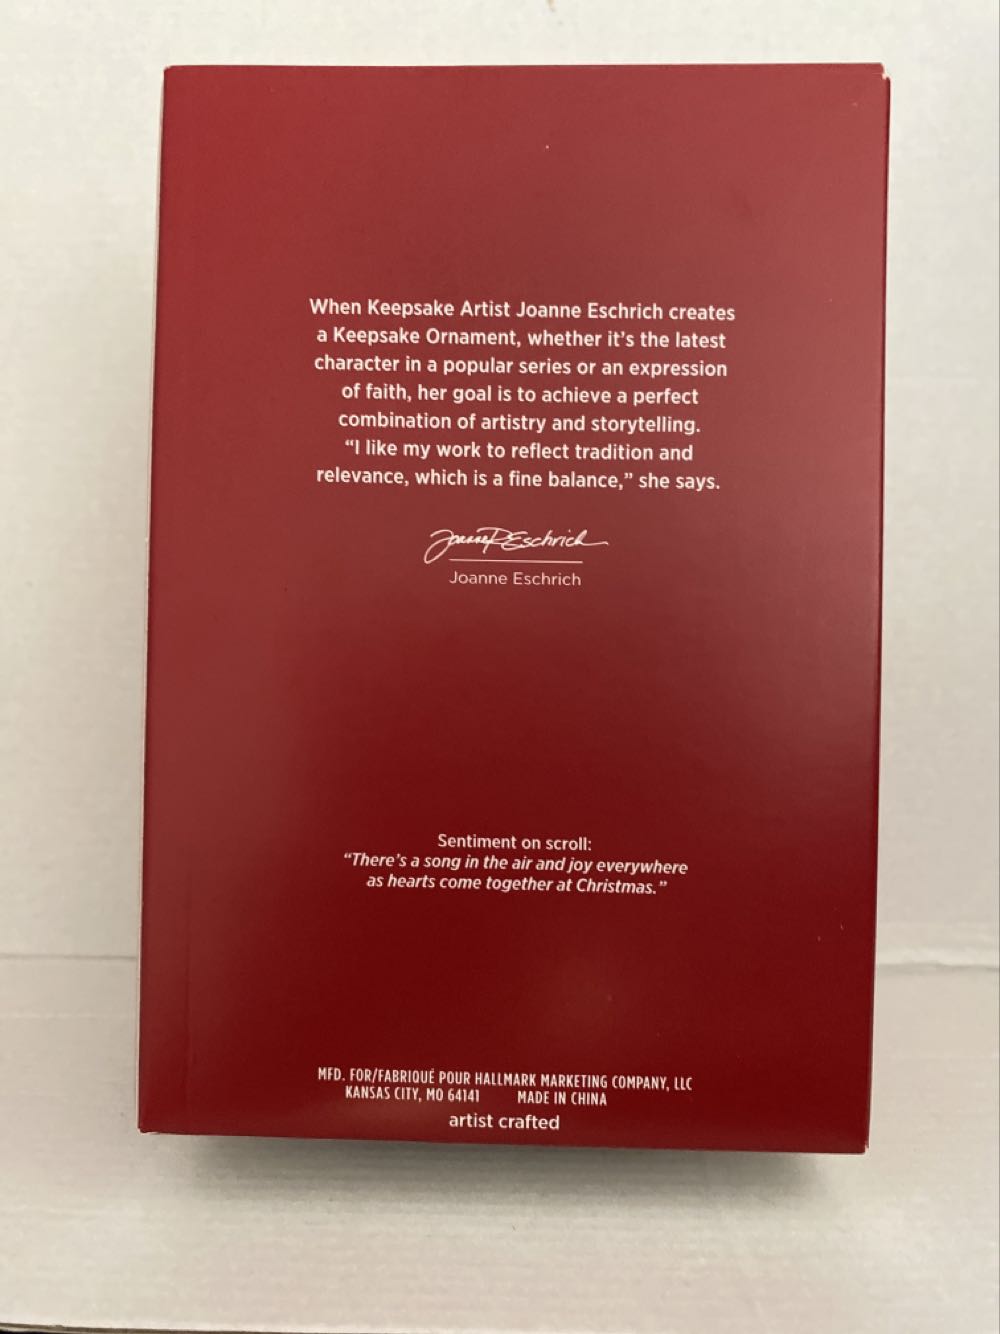 When Keepsake Artist Joanne Eschrich creates
a Keepsake Ornament, whether it's the latest
character in a popular series or an expression
of faith, her goal is to achieve a perfect
combination of artistry and storytelling.
“I like my work to reflect tradition and
relevance, which is a fine balance,” she says.
Joanne Eschrich
Joanne Eschrich
Sentiment on scroll:
“There's a song in the air and joy everywhere
as hearts come together at Christmas.”
MFD. FOR/FABRIQUÉ POUR HALLMARK MARKETING COMPANY, LLC
KANSAS CITY, MO 64141 MADE IN CHINA
artist crafted